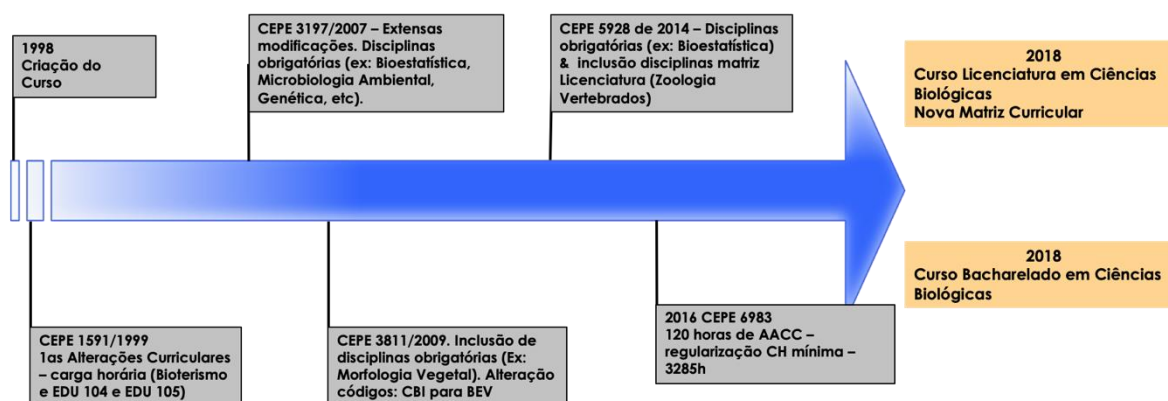 1998
Criação do
Curso
CEPE 3197/2007 – Extensas
modificações. Disciplinas
obrigatórias (ex: Bioestatística,
Microbiologia Ambiental,
Genética, etc).
CEPE 5928 de 2014 – Disciplinas
obrigatórias (ex: Bioestatística)
& inclusão disciplinas matriz
Licenciatura (Zoologia
Vertebrados)
2018
Curso Licenciatura em Ciências
Biológicas
Nova Matriz Curricular
CEPE 1591/1999
1as Alterações Curriculares
– carga horária (Bioterismo
e EDU 104 e EDU 105)
CEPE 3811/2009. Inclusão de
disciplinas obrigatórias (Ex:
Morfologia Vegetal). Alteração
códigos: CBI para BEV
2016 CEPE 6983
120 horas de AACC –
regularização CH mínima –
3285h
2018
Curso Bacharelado em Ciências
Biológicas